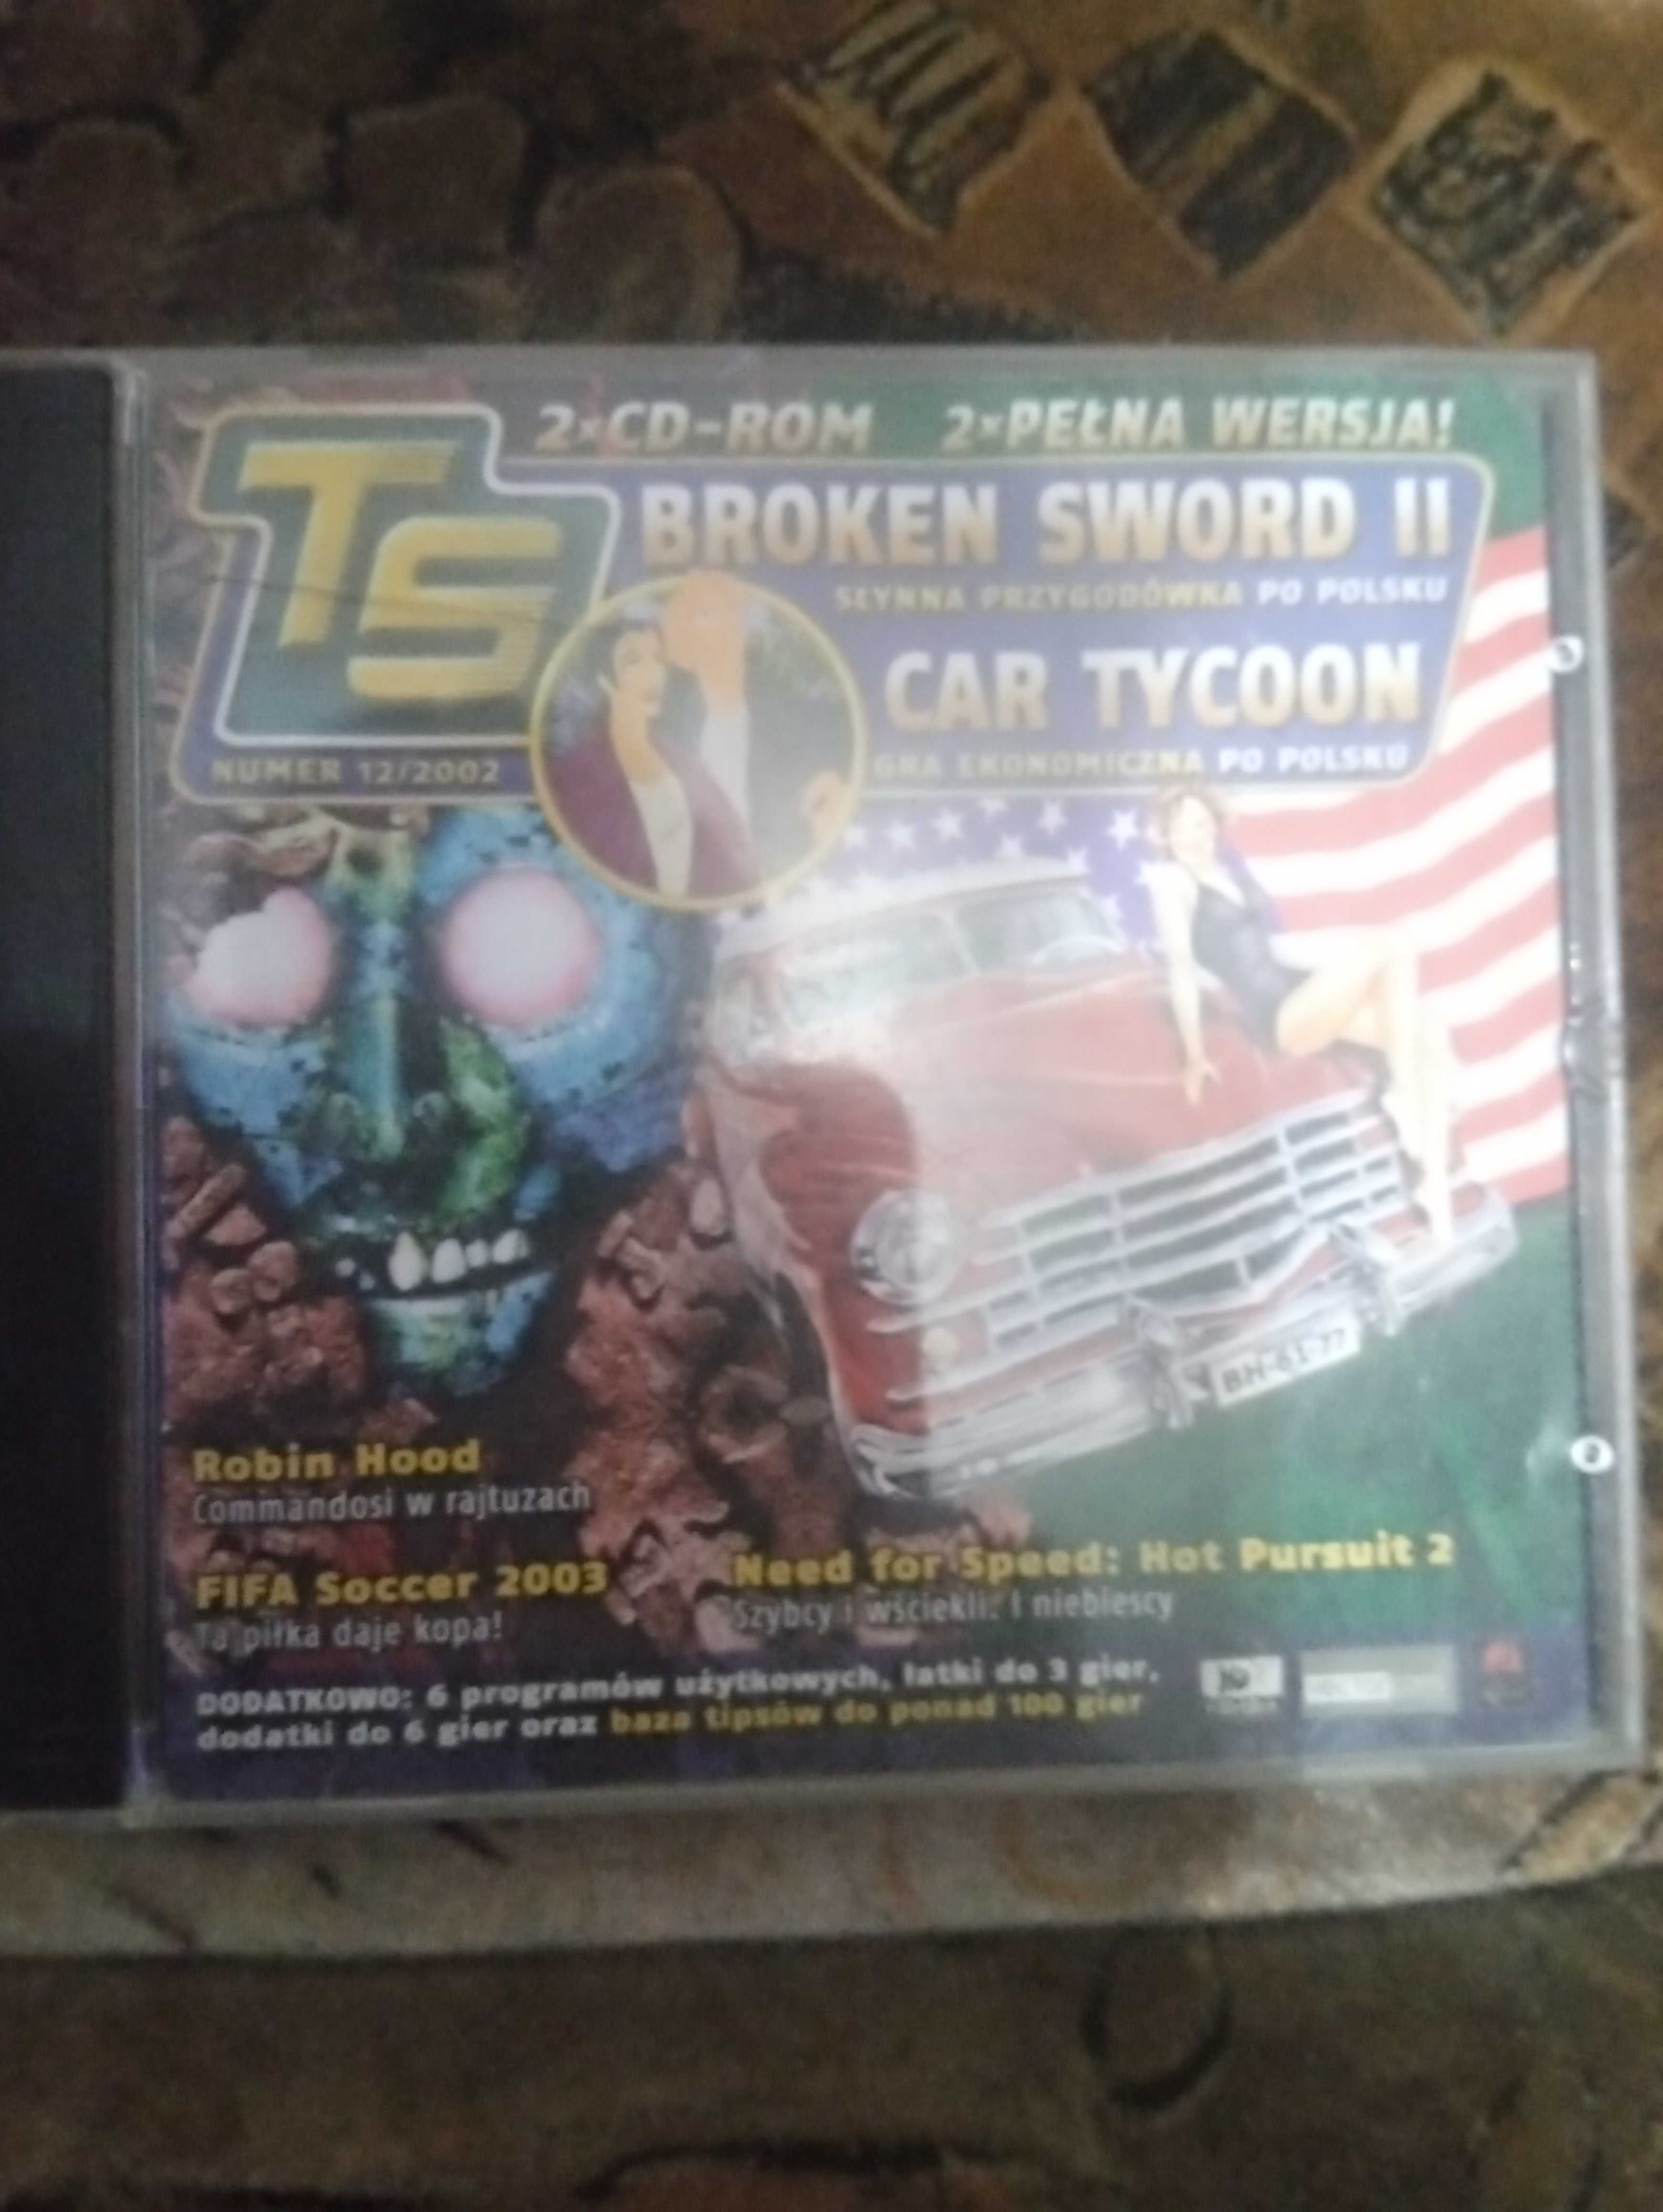 2×CD-ROM 2×PEŁNA WERSJA!
TS
BROKEN SWORD II
SŁYNNA PRZYGODÓWKA PO POLSKU
CAR TYCOON
GRA EKONOMICZNA PO POLSKU
NUMER 12/2002
BH-61-77
Robin Hood
Commandosi w rajtuzach
FIFA Soccer 2003
Ta piłka daje kopa!
Need for Speed: Hot Pursuit 2
Szybcy i wściekli. I niebiescy
DODATKOWO: 6 programów użytkowych, łatki do 3 gier,
dodatki do 6 gier oraz baza tipsów do ponad 100 gier